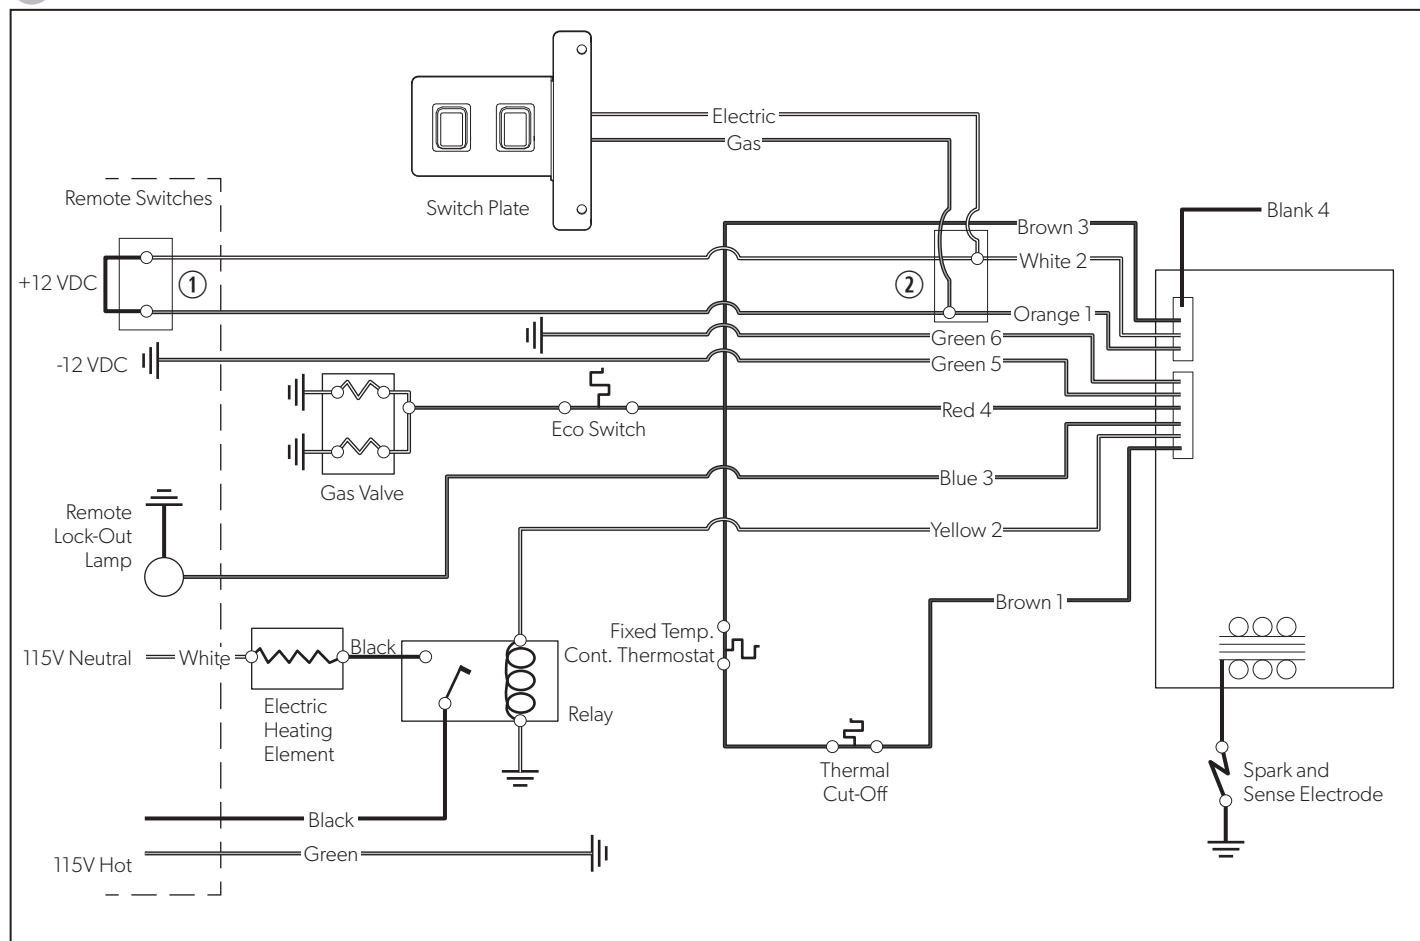 Electric
Gas
Remote Switches
Switch Plate
Blank 4
Brown 3
White 2
+12 VDC
1
2
Orange 1
Green 6
-12 VDC
Green 5
Red 4
Eco Switch
Gas Valve
Blue 3
Remote
Lock-Out
Lamp
Yellow 2
Brown 1
Fixed Temp.
Cont. Thermostat
115V Neutral
White
Black
Electric
Heating
Element
Relay
Thermal
Cut-Off
Spark and
Sense Electrode
Black
Green
115V Hot